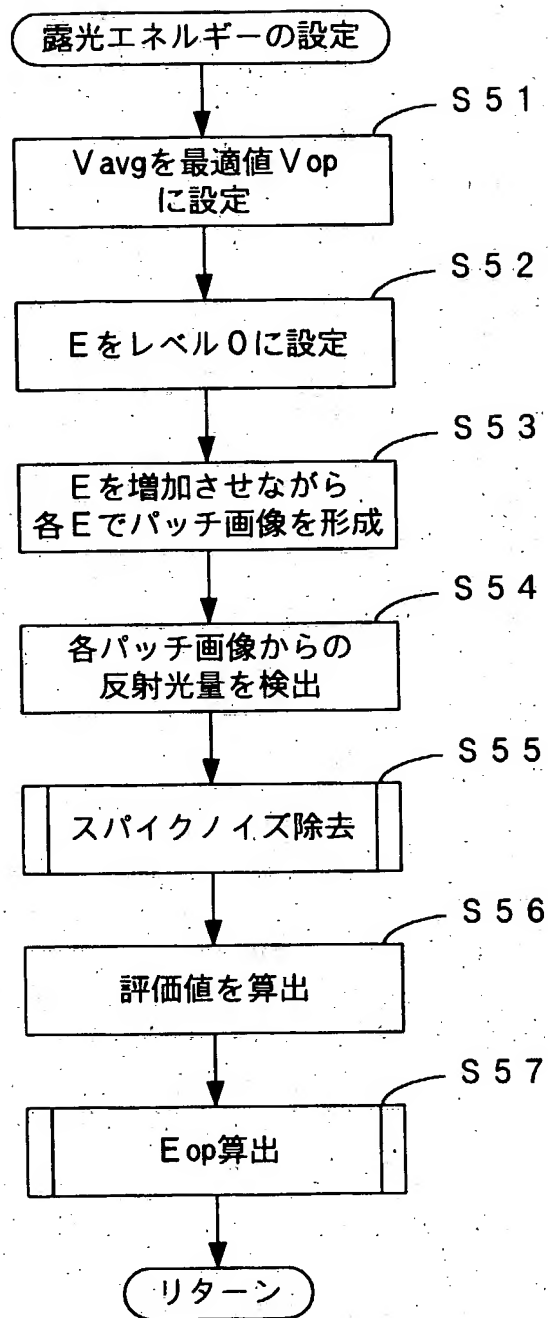 露光エネルギーの設定
S51
Vavgを最適値Vop
に設定
S52
Eをレベル0に設定
S53
Eを増加させながら
各Eでパッチ画像を形成
S54
各パッチ画像からの
反射光量を検出
S55
スパイクノイズ除去
S56
評価値を算出
S57
Eop算出
リターン